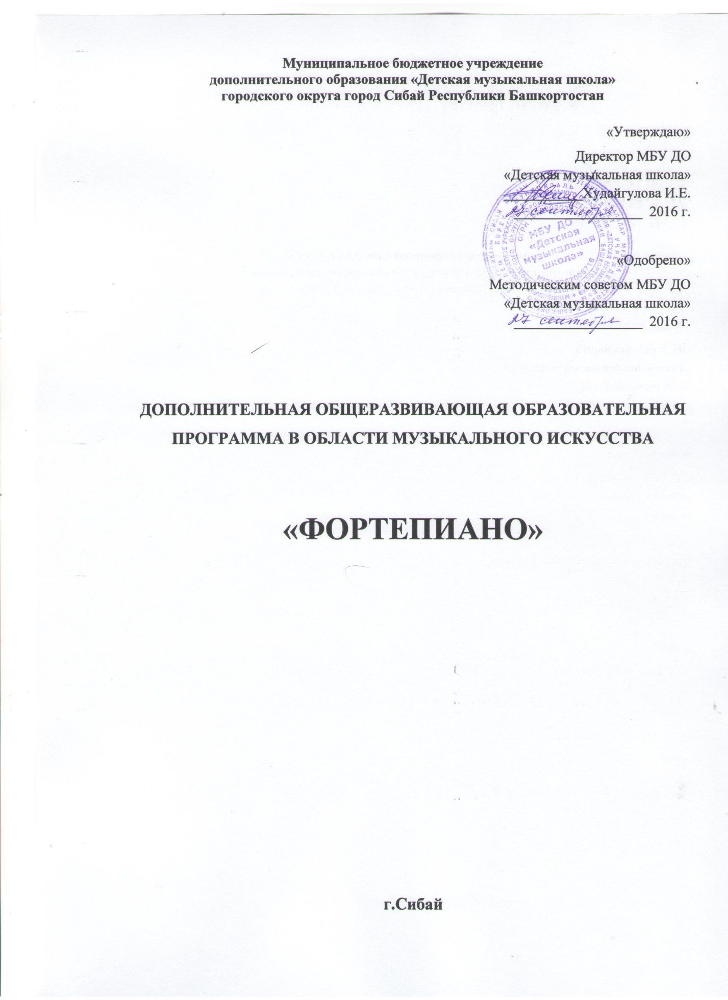 Муниципальное бюджетное учреждение
дополнительного образования «Детская музыкальная школа»
городского округа город Сибай Республики Башкортостан
«Утверждаю»
Директор МБУ ДО
«Детская музыкальная школа»
Худайгулова И.Е.
27 сентября 2016 г.
МБУ ДО
«Детская
музыкальная
школа»
«Одобрено»
Методическим советом МБУ ДО
«Детская музыкальная школа»
27 сентября 2016 г.
ДОПОЛНИТЕЛЬНАЯ ОБЩЕРАЗВИВАЮЩАЯ ОБРАЗОВАТЕЛЬНАЯ
ПРОГРАММА В ОБЛАСТИ МУЗЫКАЛЬНОГО ИСКУССТВА
«ФОРТЕПИАНО»
г.Сибай